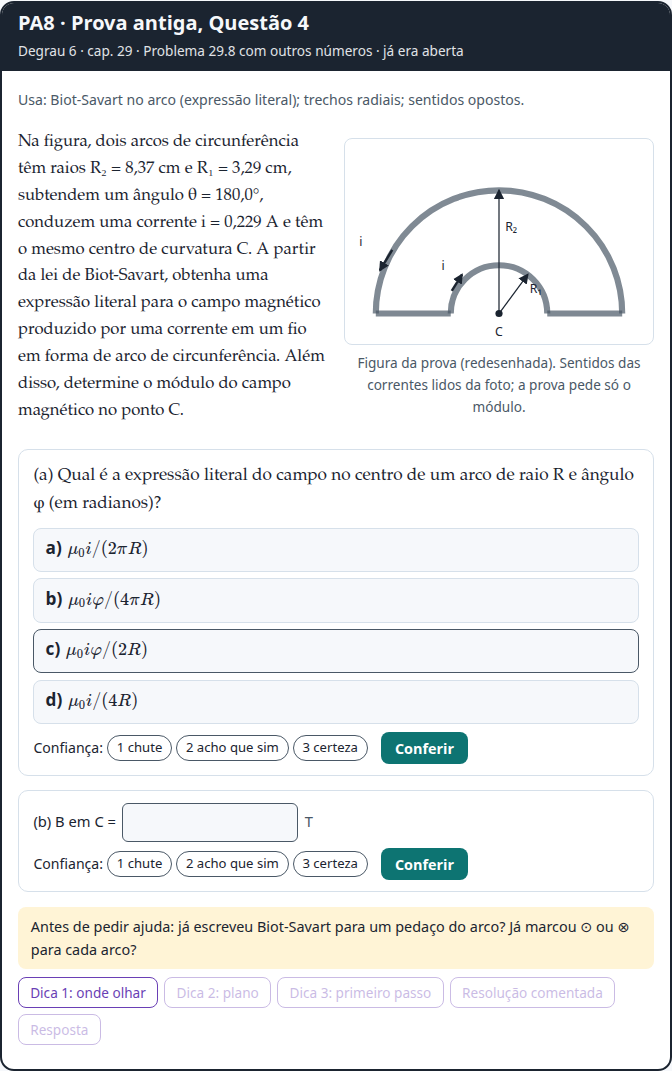 PA8 · Prova antiga, Questão 4
Degrau 6 · cap. 29 · Problema 29.8 com outros números · já era aberta
Usa: Biot-Savart no arco (expressão literal); trechos radiais; sentidos opostos.
Na figura, dois arcos de circunferência
têm raios R₂ = 8,37 cm e R₁ = 3,29 cm,
subtendem um ângulo θ = 180,0°,
conduzem uma corrente i = 0,229 A e têm
o mesmo centro de curvatura C. A partir
da lei de Biot-Savart, obtenha uma
expressão literal para o campo magnético
produzido por uma corrente em um fio
em forma de arco de circunferência. Além
disso, determine o módulo do campo
magnético no ponto C.
i
i
R₂
R₁
C
Figura da prova (redesenhada). Sentidos das
correntes lidos da foto; a prova pede só o
módulo.
(a) Qual é a expressão literal do campo no centro de um arco de raio R e ângulo
φ (em radianos)?
a) μ₀i/(2πR)
b) μ₀iφ/(4πR)
c) μ₀iφ/(2R)
d) μ₀i/(4R)
Confiança: 1 chute 2 acho que sim 3 certeza Conferir
(b) B em C = T
Confiança: 1 chute 2 acho que sim 3 certeza Conferir
Antes de pedir ajuda: já escreveu Biot-Savart para um pedaço do arco? Já marcou ⊙ ou ⊗
para cada arco?
Dica 1: onde olhar Dica 2: plano Dica 3: primeiro passo Resolução comentada
Resposta